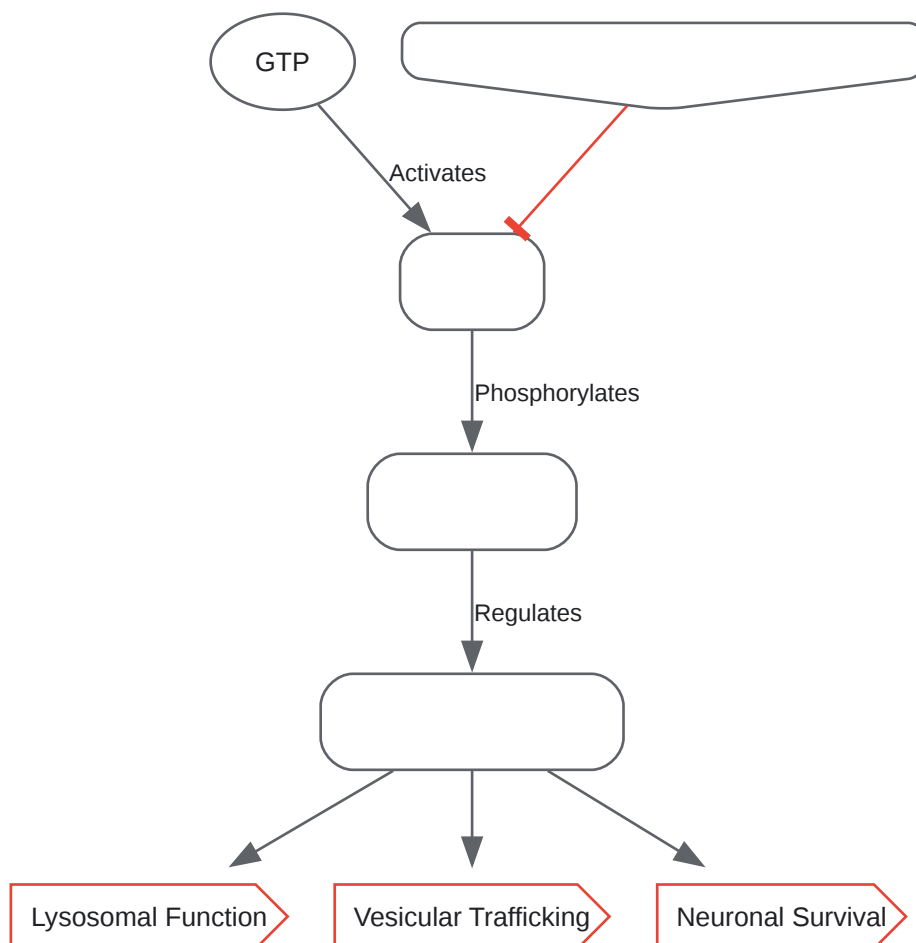 GTP
Activates
Phosphorylates
Regulates
Lysosomal Function
Vesicular Trafficking
Neuronal Survival